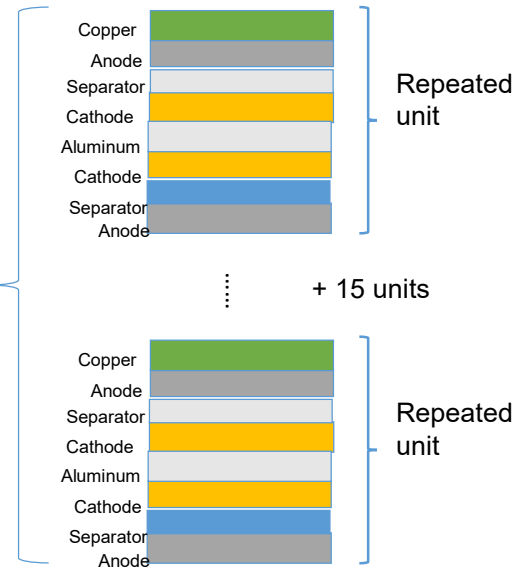 Copper
Anode
Separator
Cathode
Aluminum
Cathode
Separator
Anode
Repeated
unit
+ 15 units
Copper
Anode
Separator
Cathode
Aluminum
Cathode
Separator
Anode
Repeated
unit